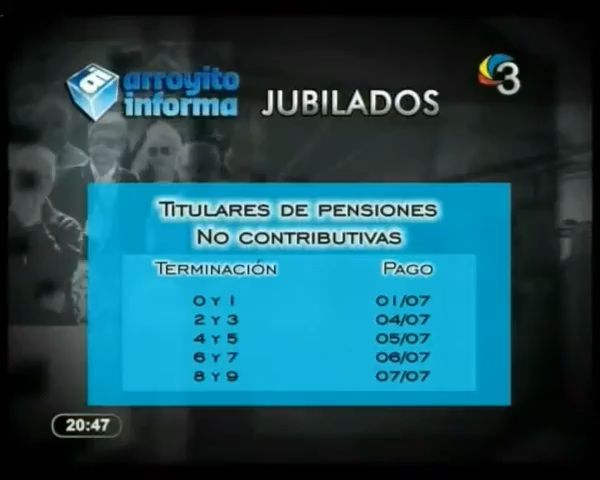 arroyito
informa
JUBILADOS
3
TITULARES DE PENSIONES
NO CONTRIBUTIVAS
TERMINACIÓN PAGO
0 Y 1 01/07
2 Y 3 04/07
4 Y 5 05/07
6 Y 7 06/07
8 Y 9 07/07
20:47